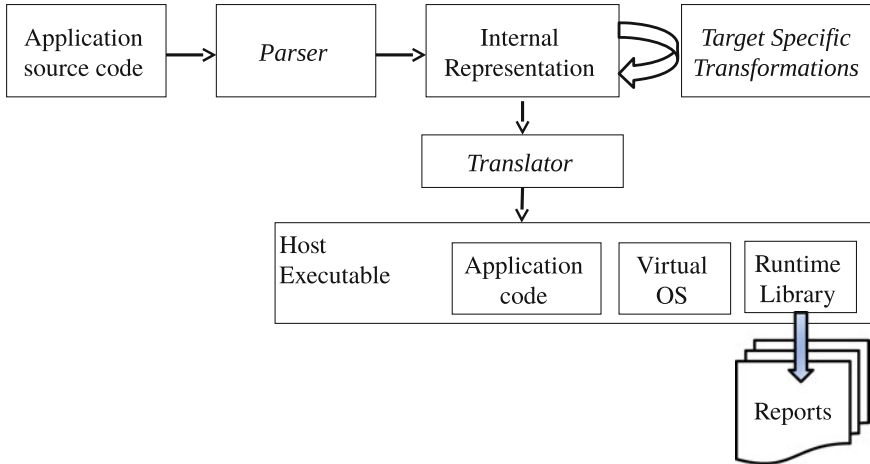 Application
source code
Parser
Internal
Representation
Target Specific
Transformations
Translator
Host
Executable
Application
code
Virtual
OS
Runtime
Library
Reports